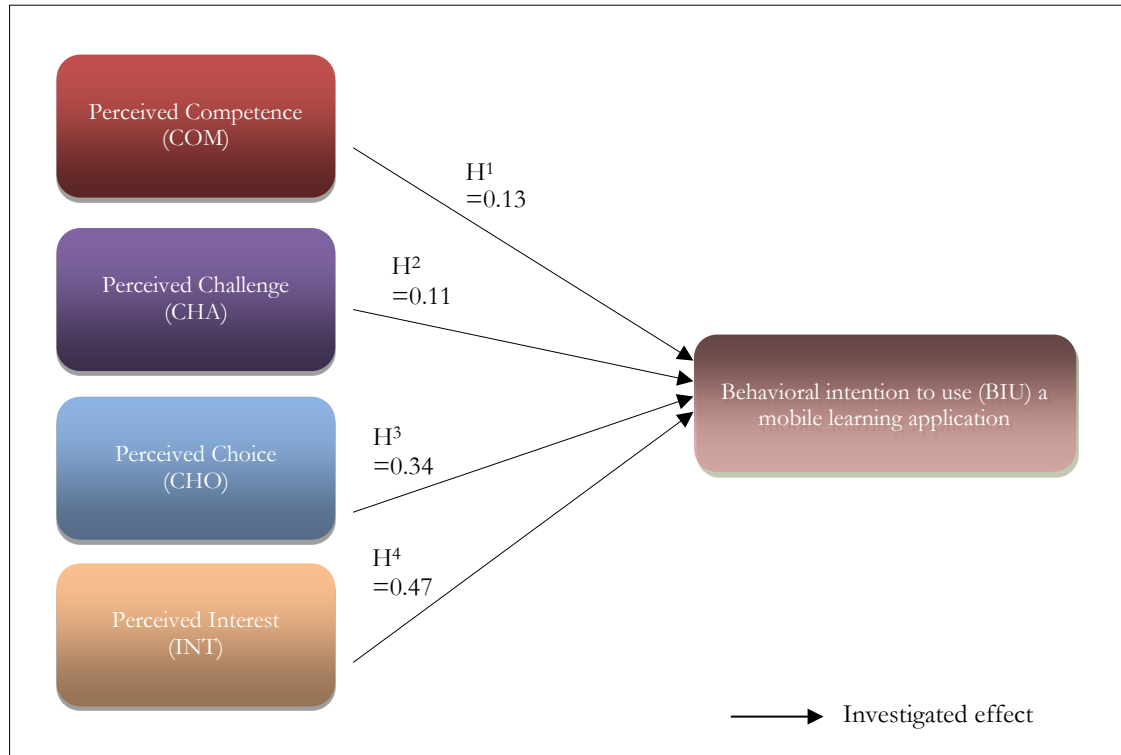 Perceived Competence
(COM)
H¹
=0.13
Perceived Challenge
(CHA)
H²
=0.11
Behavioral intention to use (BIU) a
mobile learning application
Perceived Choice
(CHO)
H³
=0.34
Perceived Interest
(INT)
H⁴
=0.47
Investigated effect